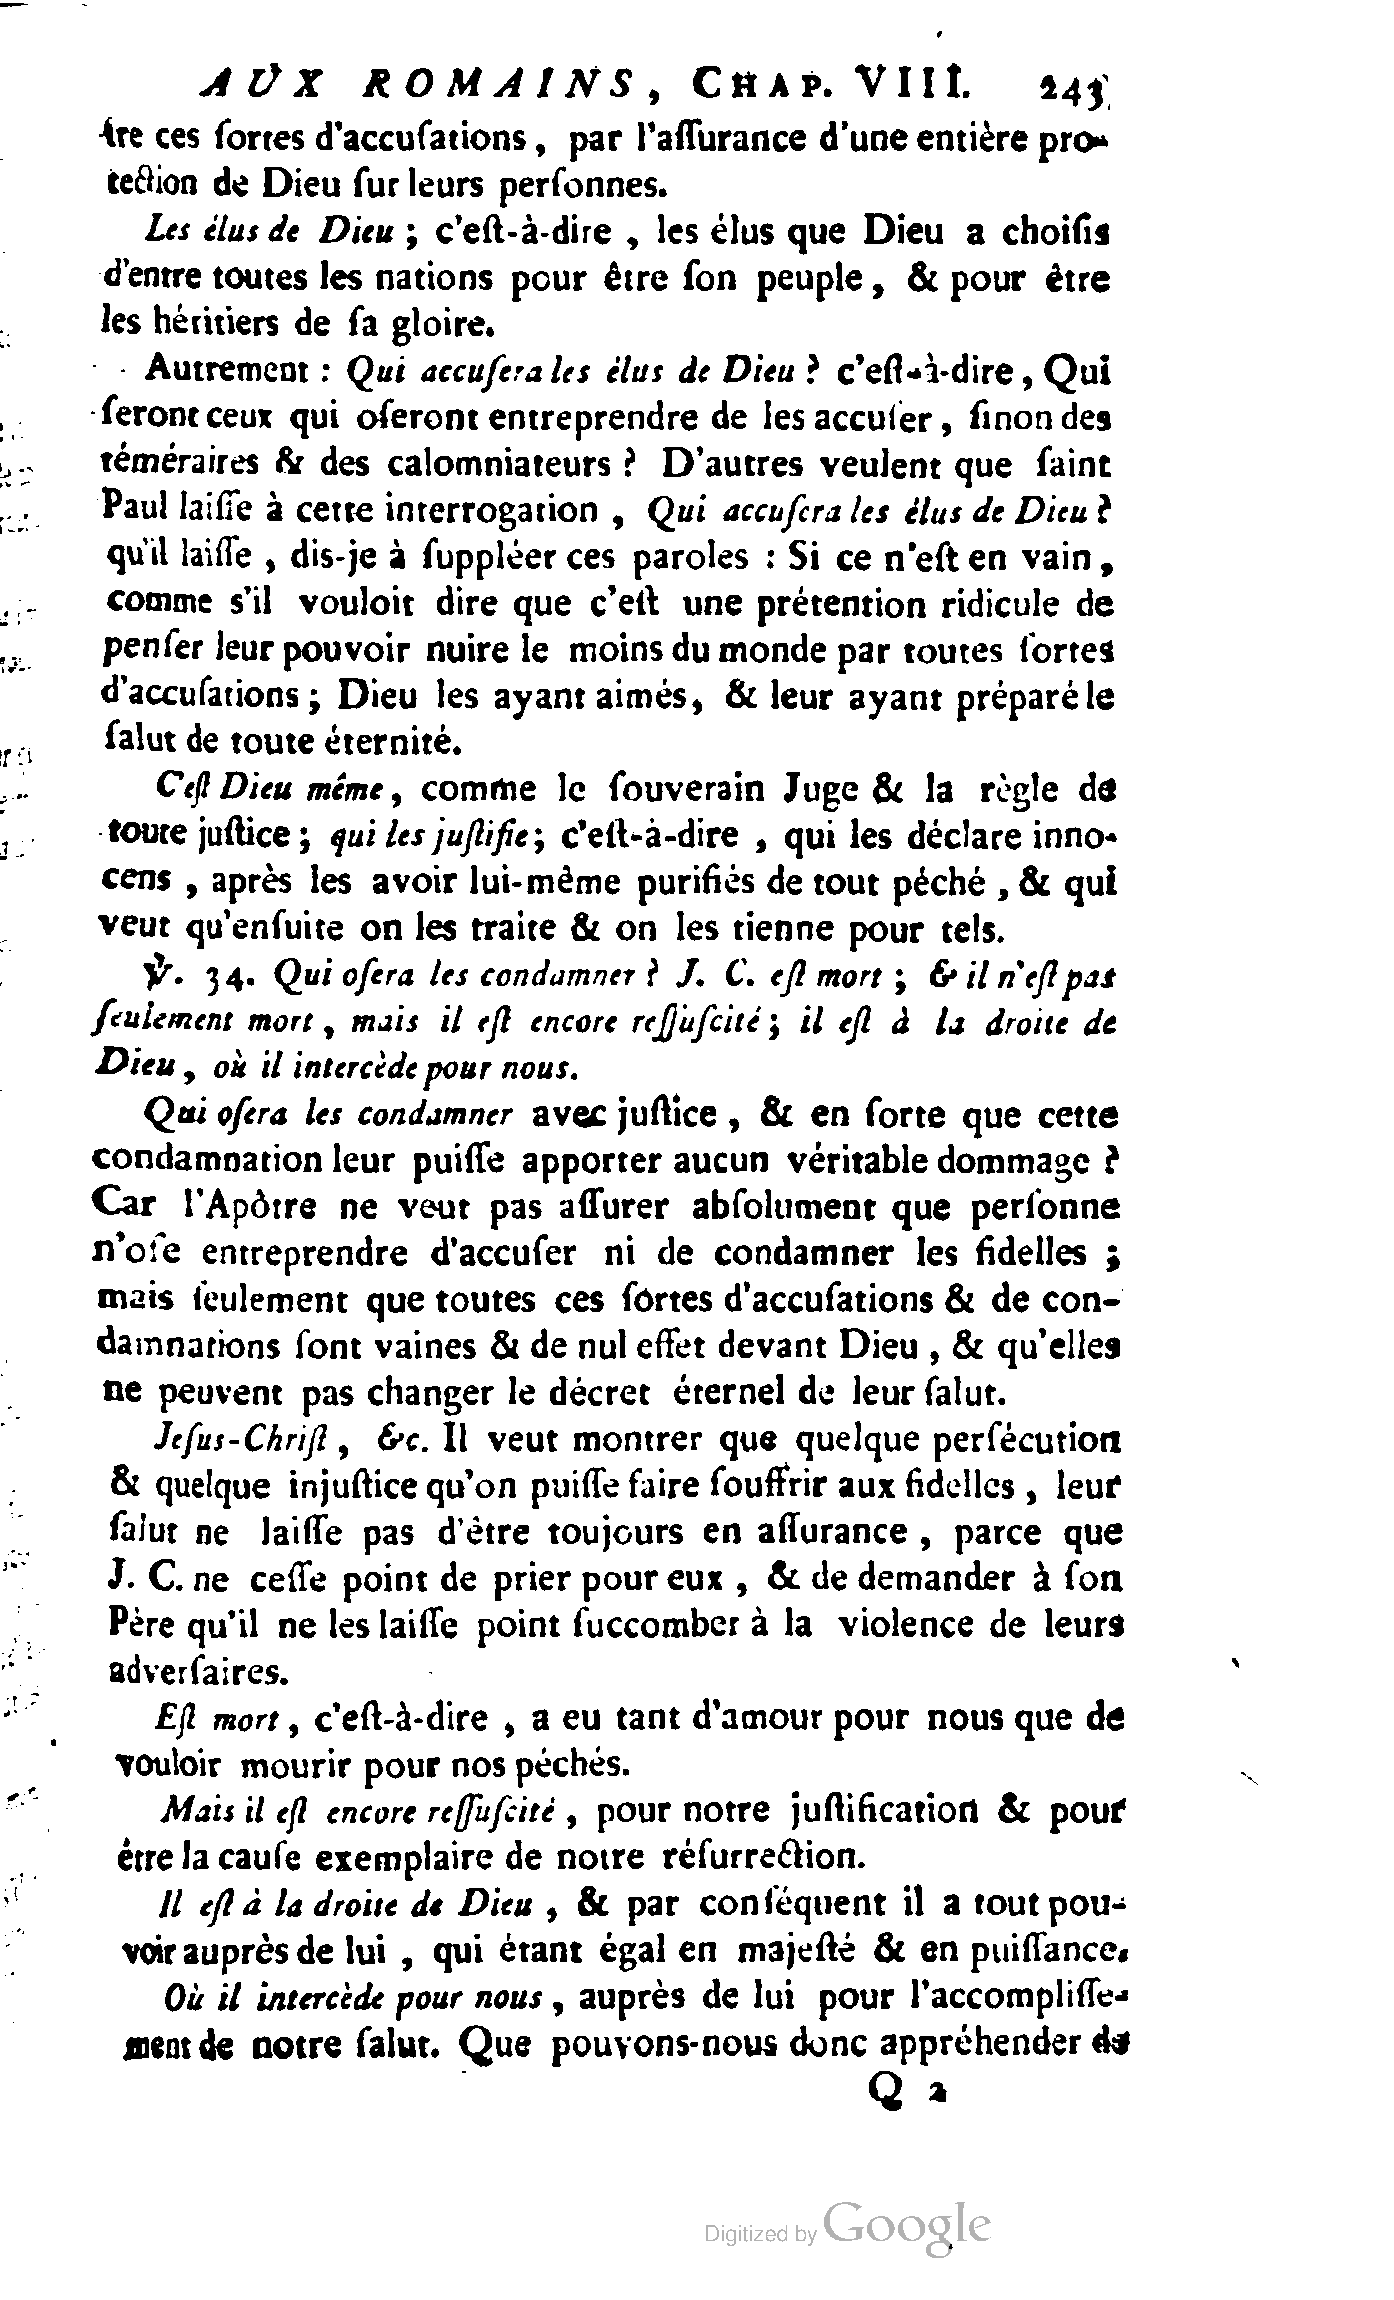 AUX ROMAINS, CHAP. VIII. 243
tre ces ſortes d'accuſations, par l'aſſurance d'une entière pro-
tection de Dieu ſur leurs perſonnes.
Les élus de Dieu ; c'eſt-à-dire , les élus que Dieu a choiſis
d'entre toutes les nations pour être ſon peuple, & pour être
les héritiers de ſa gloire.
Autrement : Qui accuſera les élus de Dieu ? c'eſt-à-dire, Qui
ſeront ceux qui oſeront entreprendre de les accuſer, ſinon des
téméraires & des calomniateurs ? D'autres veulent que ſaint
Paul laiſſe à cette interrogation , Qui accuſera les élus de Dieu ?
qu'il laiſſe , dis-je à ſuppléer ces paroles : Si ce n'eſt en vain,
comme s'il vouloit dire que c'eſt une prétention ridicule de
penſer leur pouvoir nuire le moins du monde par toutes ſortes
d'accuſations ; Dieu les ayant aimés, & leur ayant préparé le
ſalut de toute éternité.
C'eſt Dieu même, comme le ſouverain Juge & la règle de
toute juſtice ; qui les juſtifie ; c'eſt-à-dire , qui les déclare inno-
cens , après les avoir lui-même purifiés de tout péché , & qui
veut qu'enſuite on les traite & on les tienne pour tels.
℣. 34. Qui oſera les condamner ? J. C. eſt mort ; & il n'eſt pas
ſeulement mort , mais il eſt encore reſſuſcité ; il eſt à la droite de
Dieu , où il intercède pour nous.
Qui oſera les condamner avec juſtice , & en ſorte que cette
condamnation leur puiſſe apporter aucun véritable dommage ?
Car l'Apôtre ne veut pas aſſurer abſolument que perſonne
n'oſe entreprendre d'accuſer ni de condamner les fidelles ;
mais ſeulement que toutes ces ſortes d'accuſations & de con-
damnations ſont vaines & de nul effet devant Dieu , & qu'elles
ne peuvent pas changer le décret éternel de leur ſalut.
Jeſus-Chriſt , &c. Il veut montrer que quelque perſécution
& quelque injuſtice qu'on puiſſe faire ſouffrir aux fidelles , leur
ſalut ne laiſſe pas d'être toujours en aſſurance , parce que
J. C. ne ceſſe point de prier pour eux , & de demander à ſon
Père qu'il ne les laiſſe point ſuccomber à la violence de leurs
adverſaires.
Eſt mort , c'eſt-à-dire , a eu tant d'amour pour nous que de
vouloir mourir pour nos péchés.
Mais il eſt encore reſſuſcité , pour notre juſtification & pour
être la cauſe exemplaire de notre réſurrection.
Il eſt à la droite de Dieu , & par conſéquent il a tout pou-
voir auprès de lui , qui étant égal en majeſté & en puiſſance.
Où il intercède pour nous , auprès de lui pour l'accompliſſe-
ment de notre ſalut. Que pouvons-nous donc appréhender de
Q 2
Digitized by Google